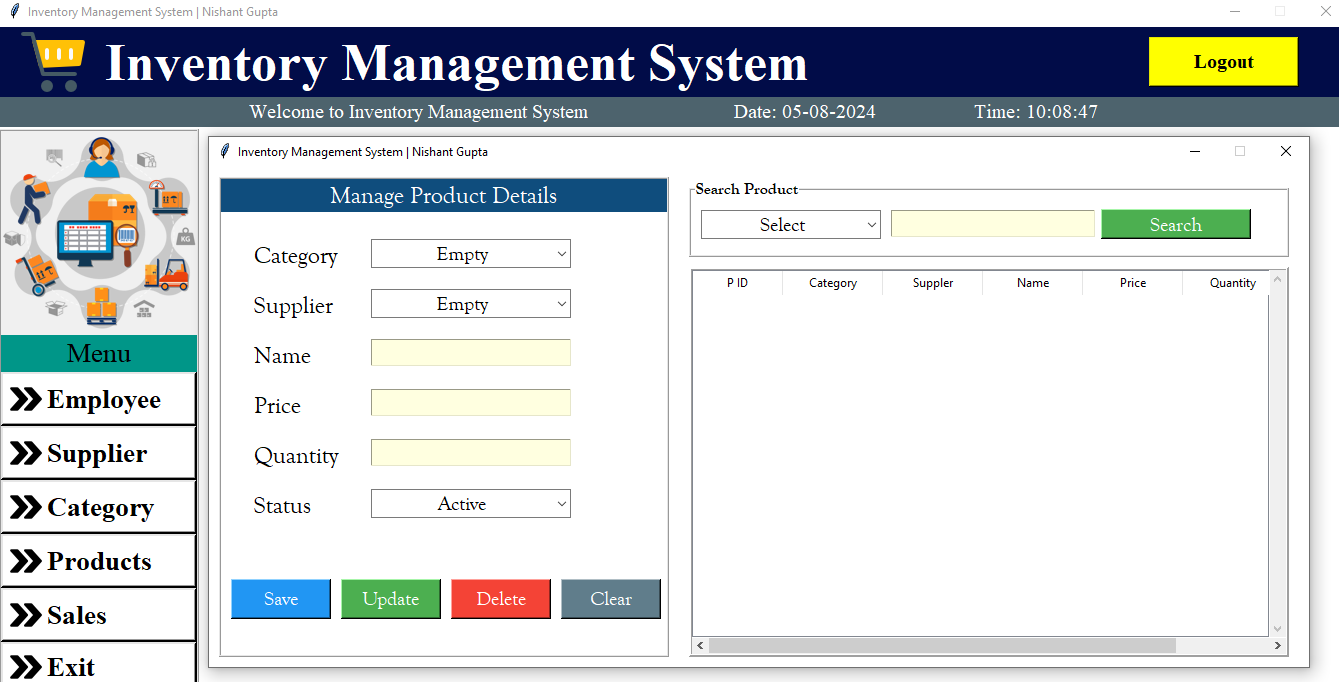 Inventory Management System | Nishant Gupta
Inventory Management System
Logout
Welcome to Inventory Management System
Date: 05-08-2024
Time: 10:08:47
KG
Menu
Employee
Supplier
Category
Products
Sales
Exit
Inventory Management System | Nishant Gupta
Manage Product Details
Category Empty
Supplier Empty
Name
Price
Quantity
Status Active
Save Update Delete Clear
Search Product
Select Search
P ID Category Suppler Name Price Quantity